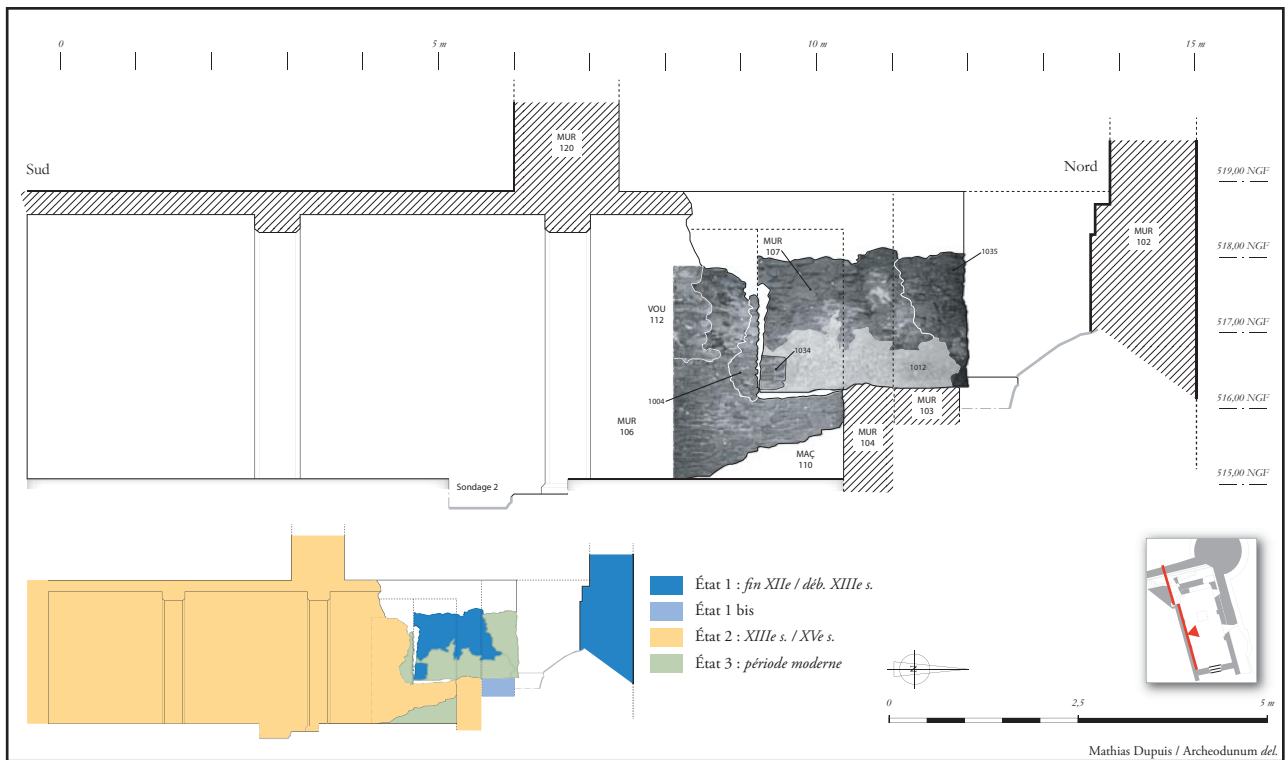 0
5 m
10 m
15 m
MUR
120
Sud
Nord
519,00 NGF
MUR
102
518,00 NGF
MUR
107
1035
VOU
112
517,00 NGF
1034
1012
1004
516,00 NGF
MUR
103
MUR
106
MUR
104
MAÇ
110
515,00 NGF
Sondage 2
État 1 : fin XIIe / déb. XIIIe s.
État 1 bis
État 2 : XIIIe s. / XVe s.
État 3 : période moderne
N
0
2,5
5 m
Mathias Dupuis / Archeodunum del.